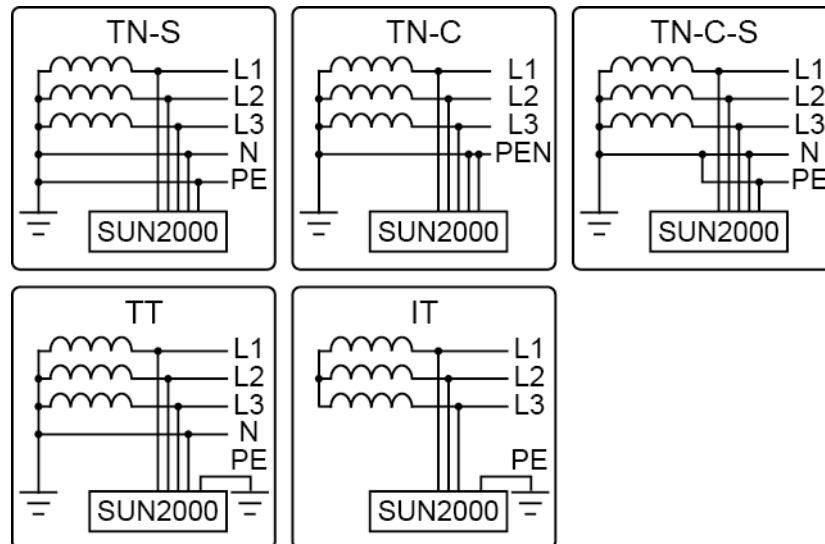 TN-S
L1
L2
L3
N
PE
SUN2000
TN-C
L1
L2
L3
PEN
SUN2000
TN-C-S
L1
L2
L3
N
PE
SUN2000
TT
L1
L2
L3
N
PE
SUN2000
IT
L1
L2
L3
PE
SUN2000